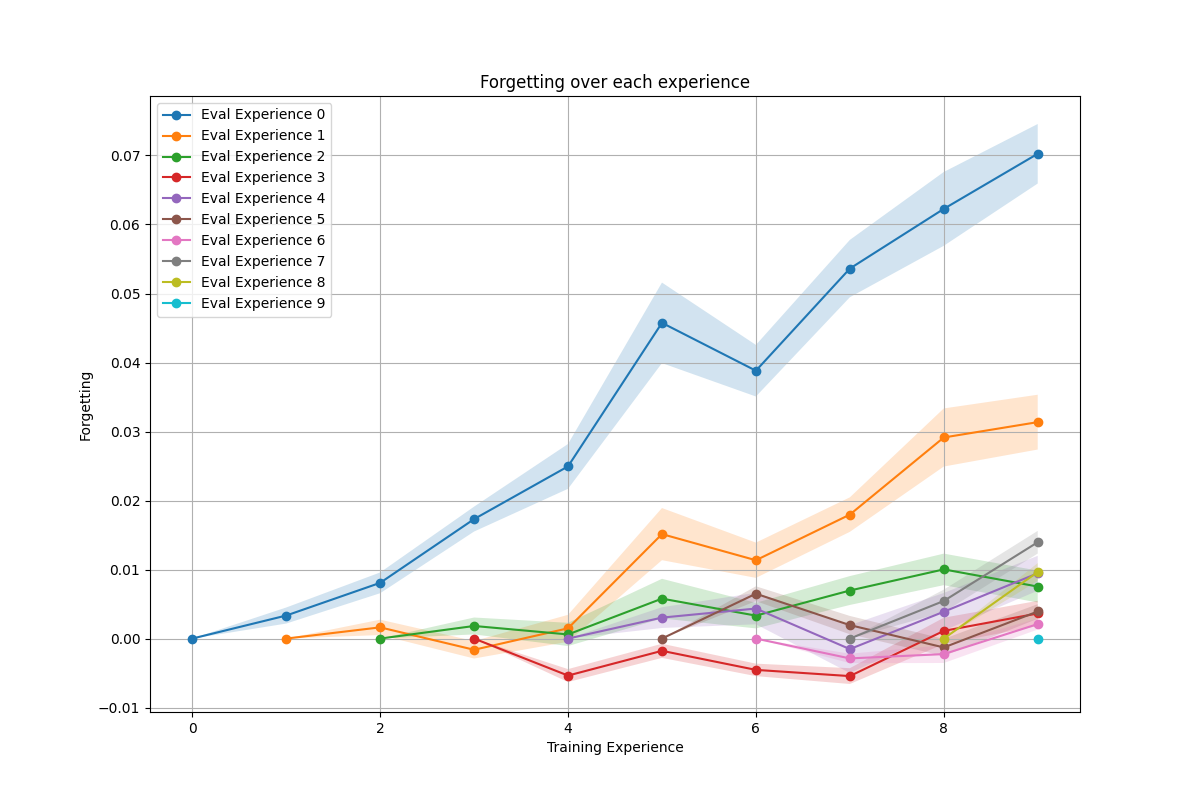 Forgetting over each experience
Eval Experience 0
Eval Experience 1
Eval Experience 2
Eval Experience 3
Eval Experience 4
Eval Experience 5
Eval Experience 6
Eval Experience 7
Eval Experience 8
Eval Experience 9
0.07
0.06
0.05
0.04
0.03
0.02
0.01
0.00
−0.01
Forgetting
0 2 4 6 8
Training Experience